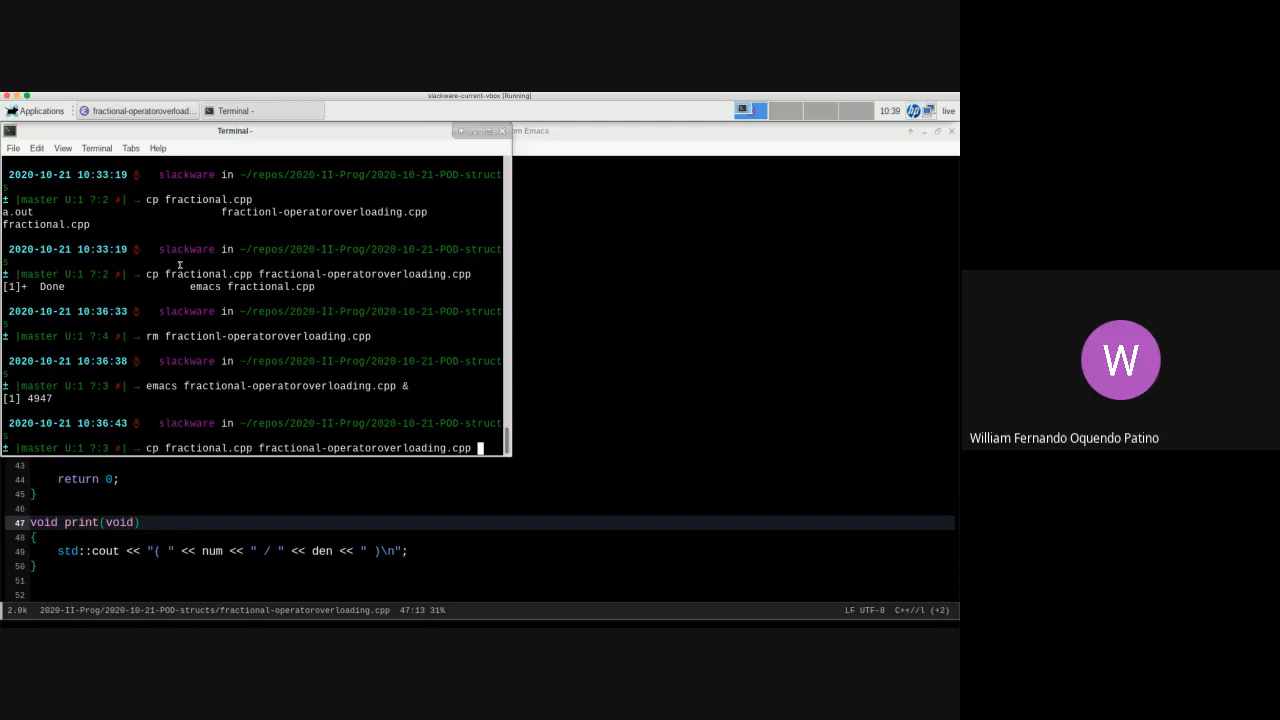 slackware-current-vbox [Running]
Applications
fractional-operatoroverload...
Terminal -
10:39
live
Terminal -
om Emacs
File Edit View Terminal Tabs Help
2020-10-21 10:33:19 slackware in ~/repos/2020-II-Prog/2020-10-21-POD-struct
s
± |master U:1 ?:2 ✗| → cp fractional.cpp
a.out fractionl-operatoroverloading.cpp
fractional.cpp
2020-10-21 10:33:19 slackware in ~/repos/2020-II-Prog/2020-10-21-POD-struct
s
± |master U:1 ?:2 ✗| → cp fractional.cpp fractional-operatoroverloading.cpp
[1]+ Done emacs fractional.cpp
2020-10-21 10:36:33 slackware in ~/repos/2020-II-Prog/2020-10-21-POD-struct
s
± |master U:1 ?:4 ✗| → rm fractionl-operatoroverloading.cpp
2020-10-21 10:36:38 slackware in ~/repos/2020-II-Prog/2020-10-21-POD-struct
s
± |master U:1 ?:3 ✗| → emacs fractional-operatoroverloading.cpp &
[1] 4947
2020-10-21 10:36:43 slackware in ~/repos/2020-II-Prog/2020-10-21-POD-struct
s
± |master U:1 ?:3 ✗| → cp fractional.cpp fractional-operatoroverloading.cpp
43
44 return 0;
45 }
46
47 void print(void)
48 {
49 std::cout << "( " << num << " / " << den << " )\n";
50 }
51
52
2.0k 2020-II-Prog/2020-10-21-POD-structs/fractional-operatoroverloading.cpp 47:13 31% LF UTF-8 C++//l (+2)
W
William Fernando Oquendo Patino